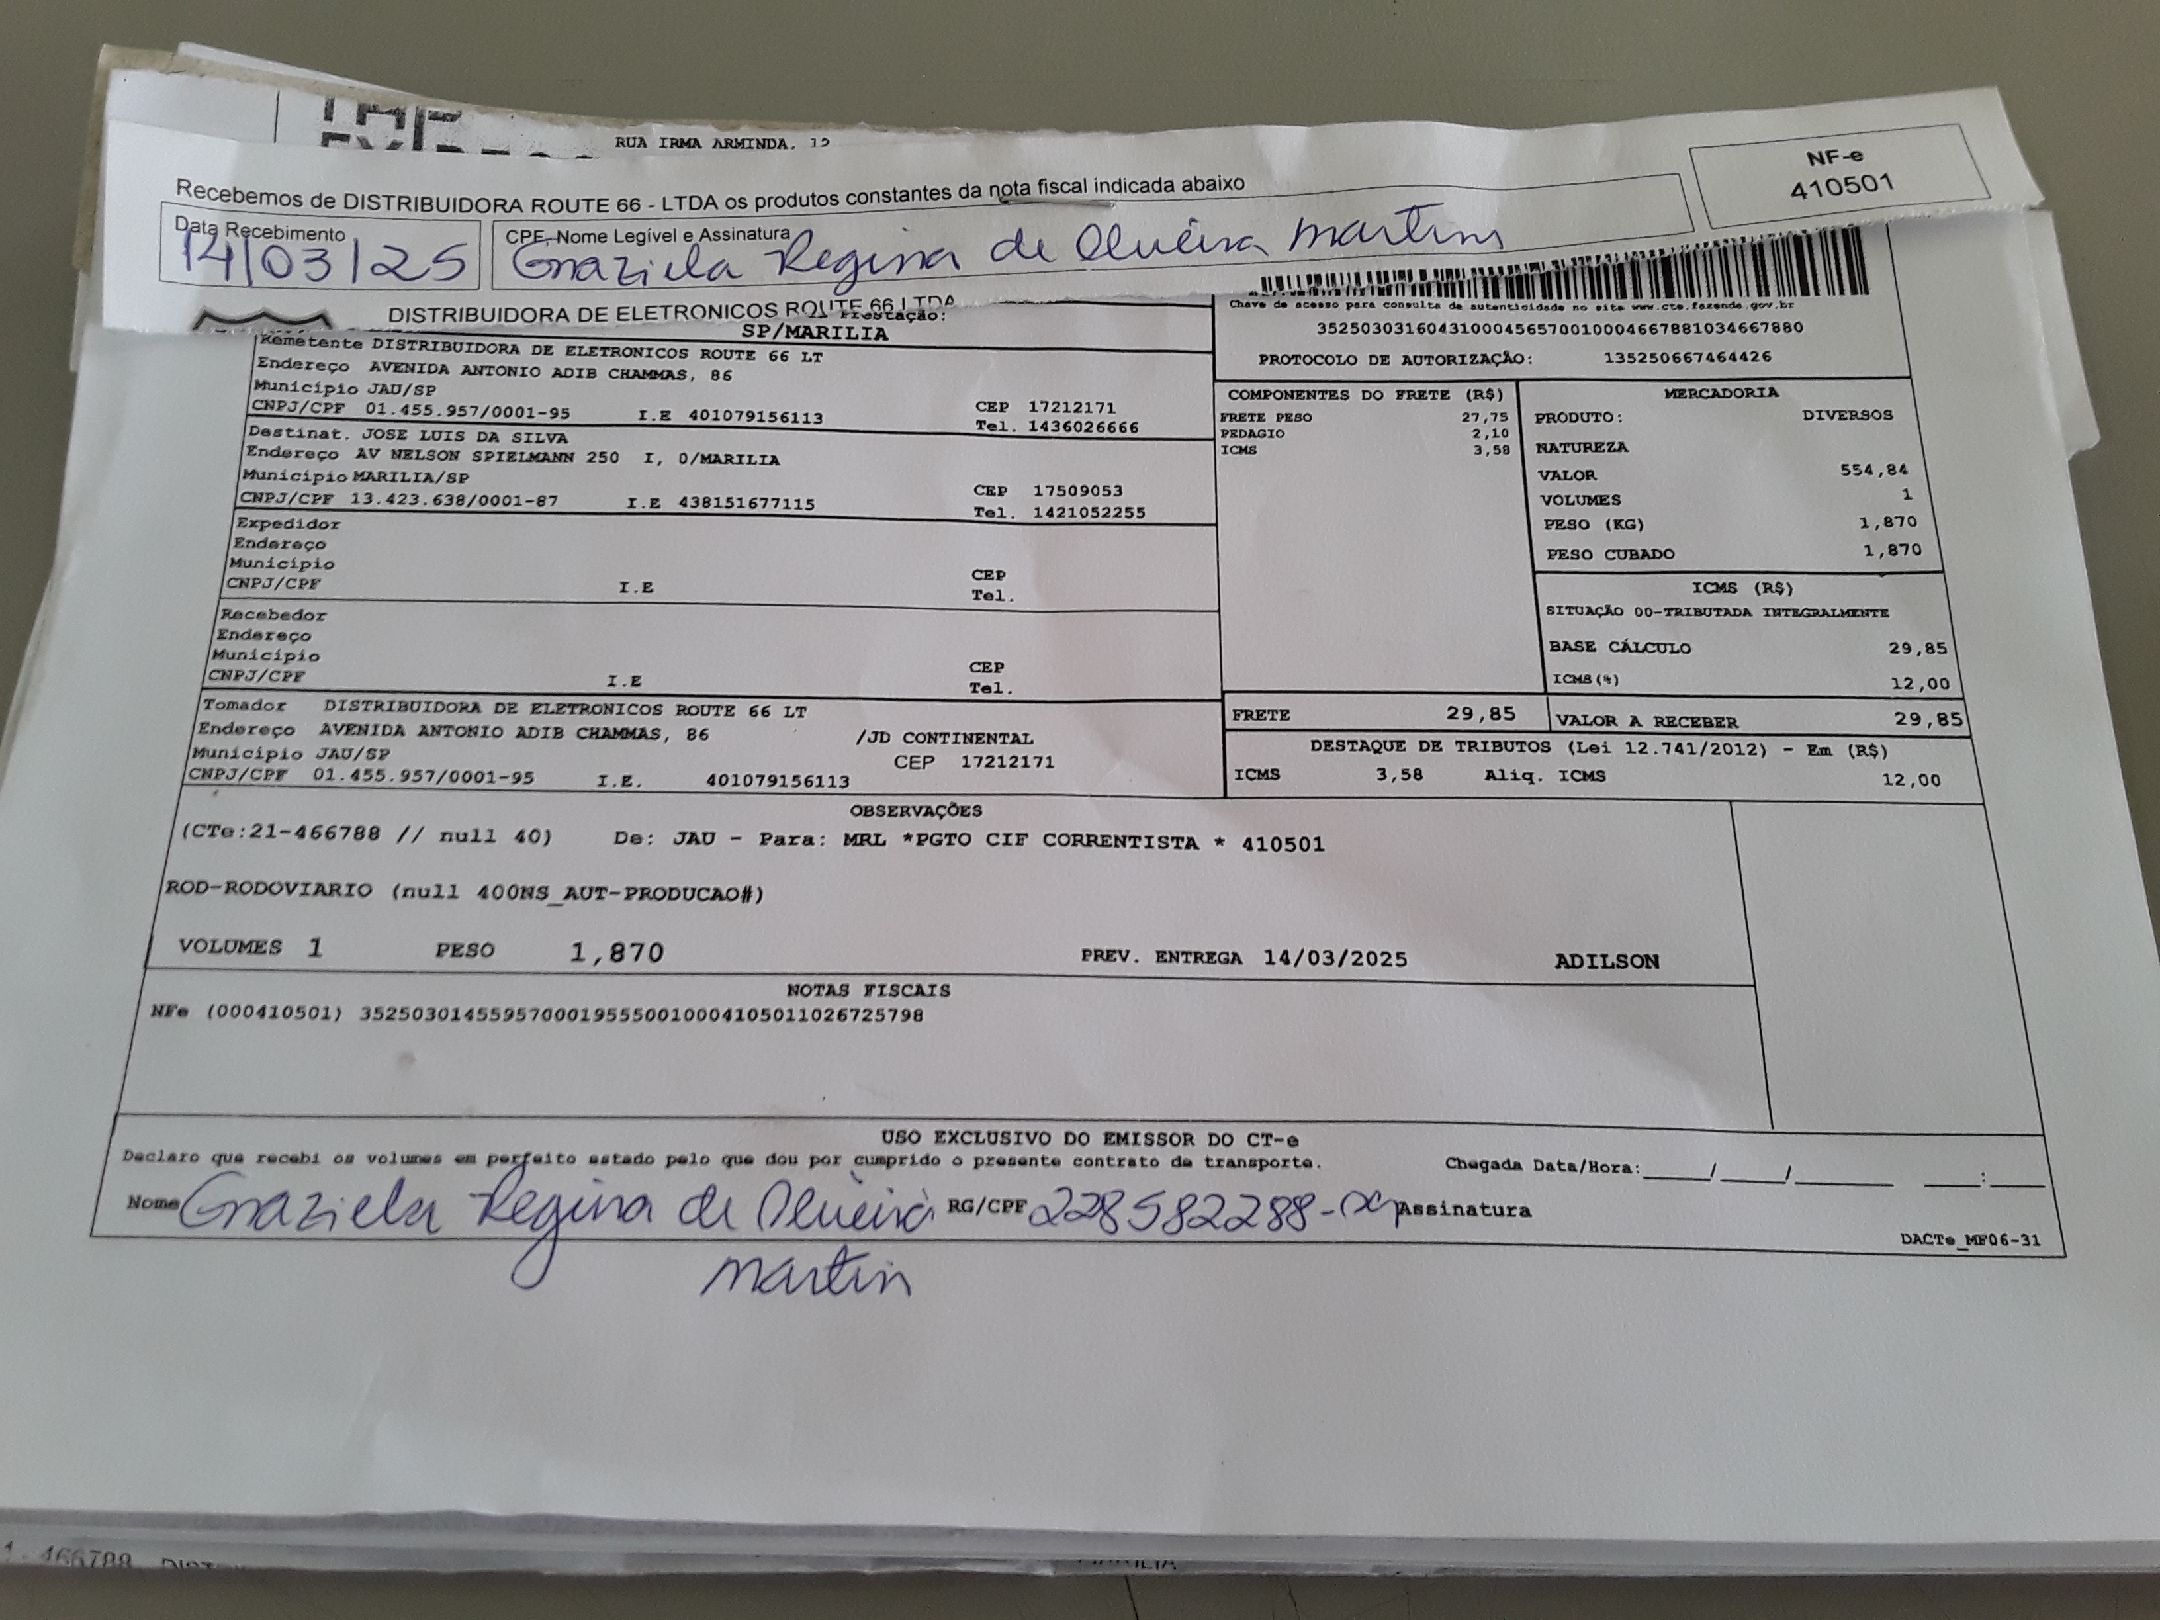 RUA IRMA ARMINDA, 12
Recebemos de DISTRIBUIDORA ROUTE 66 - LTDA os produtos constantes da nota fiscal indicada abaixo
NF-e
410501
Data Recebimento
14/03/25
CPF, Nome Legível e Assinatura
Graziela Regina de Oliveira Martins
DISTRIBUIDORA DE ELETRONICOS ROUTE 66 LTDA
Prestação:
SP/MARILIA
Chave de acesso para consulta de autenticidade no site www.cte.fazenda.gov.br
35250303160431000456570010004667881034667880
PROTOCOLO DE AUTORIZAÇÃO: 135250667464426
Remetente DISTRIBUIDORA DE ELETRONICOS ROUTE 66 LT
Endereço AVENIDA ANTONIO ADIB CHAMMAS, 86
Município JAU/SP CEP 17212171
CNPJ/CPF 01.455.957/0001-95 I.E 401079156113 Tel. 1436026666
Destinat. JOSE LUIS DA SILVA
Endereço AV NELSON SPIELMANN 250 I, 0/MARILIA
Município MARILIA/SP CEP 17509053
CNPJ/CPF 13.423.638/0001-87 I.E 438151677115 Tel. 1421052255
Expedidor
Endereço
Município CEP
CNPJ/CPF I.E Tel.
Recebedor
Endereço
Município CEP
CNPJ/CPF I.E Tel.
Tomador DISTRIBUIDORA DE ELETRONICOS ROUTE 66 LT
Endereço AVENIDA ANTONIO ADIB CHAMMAS, 86 /JD CONTINENTAL
Município JAU/SP CEP 17212171
CNPJ/CPF 01.455.957/0001-95 I.E. 401079156113
COMPONENTES DO FRETE (R$)
FRETE PESO 27,75
PEDAGIO 2,10
ICMS 3,58
MERCADORIA
PRODUTO: DIVERSOS
NATUREZA
VALOR 554,84
VOLUMES 1
PESO (KG) 1,870
PESO CUBADO 1,870
ICMS (R$)
SITUAÇÃO 00-TRIBUTADA INTEGRALMENTE
BASE CÁLCULO 29,85
ICMS(%) 12,00
FRETE 29,85 VALOR A RECEBER 29,85
DESTAQUE DE TRIBUTOS (Lei 12.741/2012) - Em (R$)
ICMS 3,58 Aliq. ICMS 12,00
OBSERVAÇÕES
(CTe:21-466788 // null 40) De: JAU - Para: MRL *PGTO CIF CORRENTISTA * 410501
ROD-RODOVIARIO (null 400NS_AUT-PRODUCAO#)
VOLUMES 1 PESO 1,870 PREV. ENTREGA 14/03/2025 ADILSON
NOTAS FISCAIS
NFe (000410501) 35250301455957000195550010004105011026725798
USO EXCLUSIVO DO EMISSOR DO CT-e
Declaro que recebi os volumes em perfeito estado pelo que dou por cumprido o presente contrato de transporte. Chegada Data/Hora:____/____/______ ___:___
Nome Graziela Regina de Oliveira RG/CPF 228582288- Assinatura
Martin
DACTe_MF06-31
466788